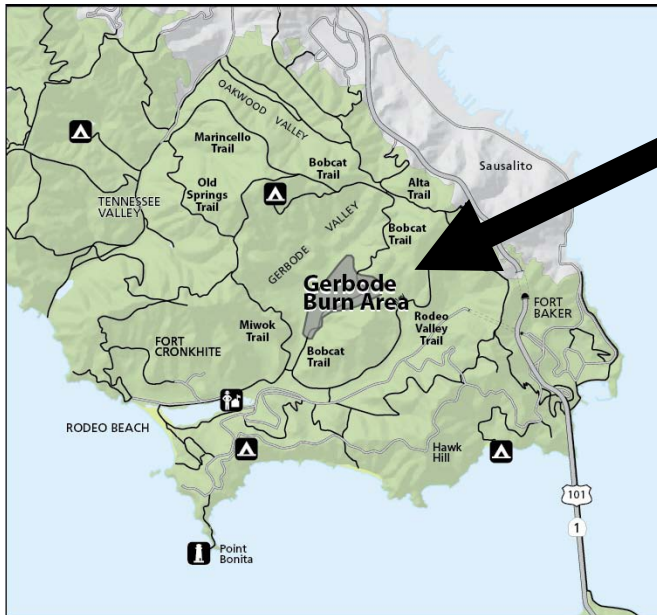 OAKWOOD VALLEY
Marincello
Trail
Bobcat
Trail
Sausalito
Old
Springs
Trail
Alta
Trail
TENNESSEE
VALLEY
GERBODE VALLEY
Bobcat
Trail
Gerbode
Burn Area
FORT
BAKER
Miwok
Trail
Rodeo
Valley
Trail
FORT
CRONKHITE
Bobcat
Trail
RODEO BEACH
Hawk
Hill
101
1
Point
Bonita